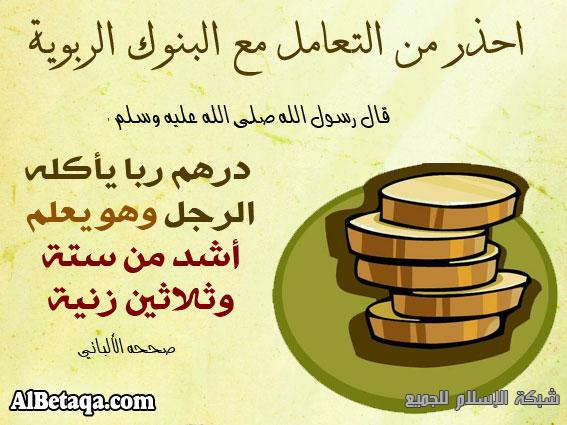 احذر من التعامل مع البنوك الربوية
قال رسول الله صلى الله عليه وسلم :
درهم ربا يأكله
الرجل وهو يعلم
أشد من ستة
وثلاثين زنية
صححه الألباني
AlBetaqa.com
شبكة الإسلام للجميع